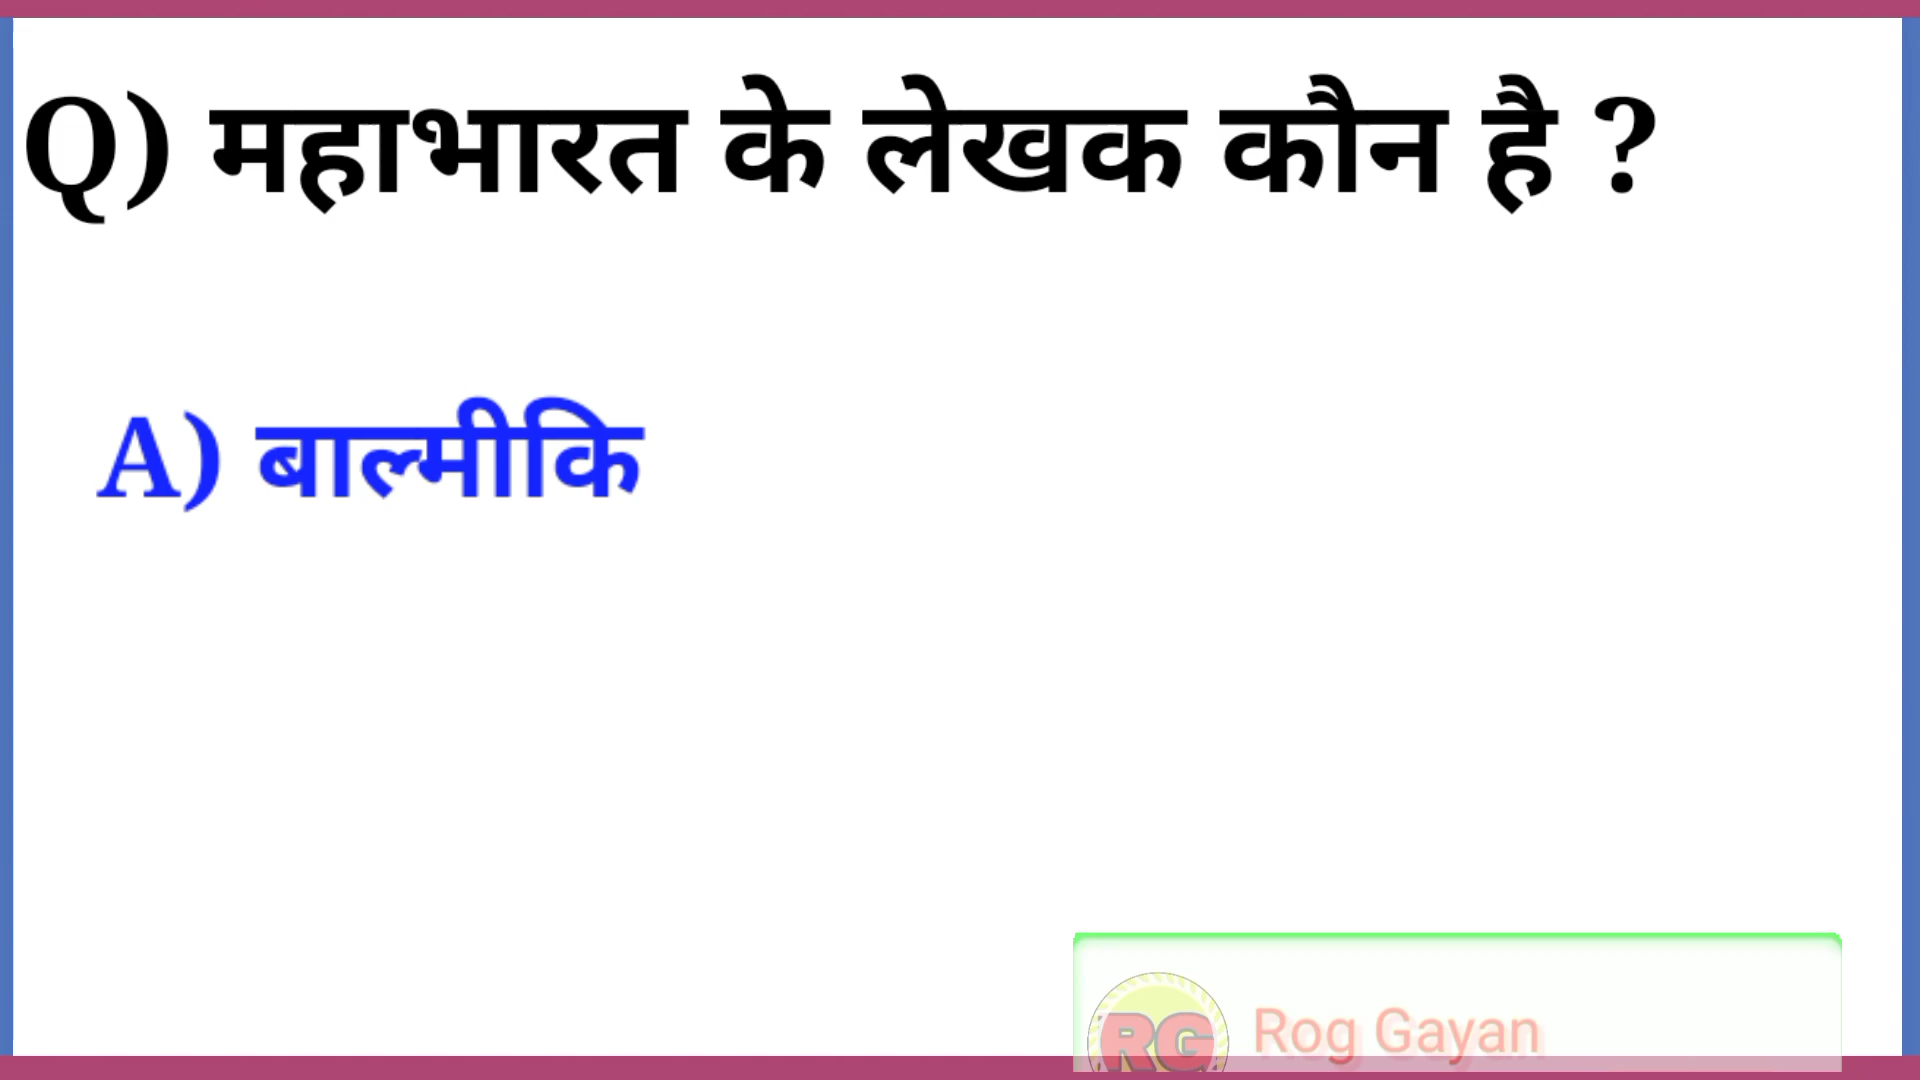 Q) महाभारत के लेखक कौन है ?
A) बाल्मीकि
RG Rog Gayan